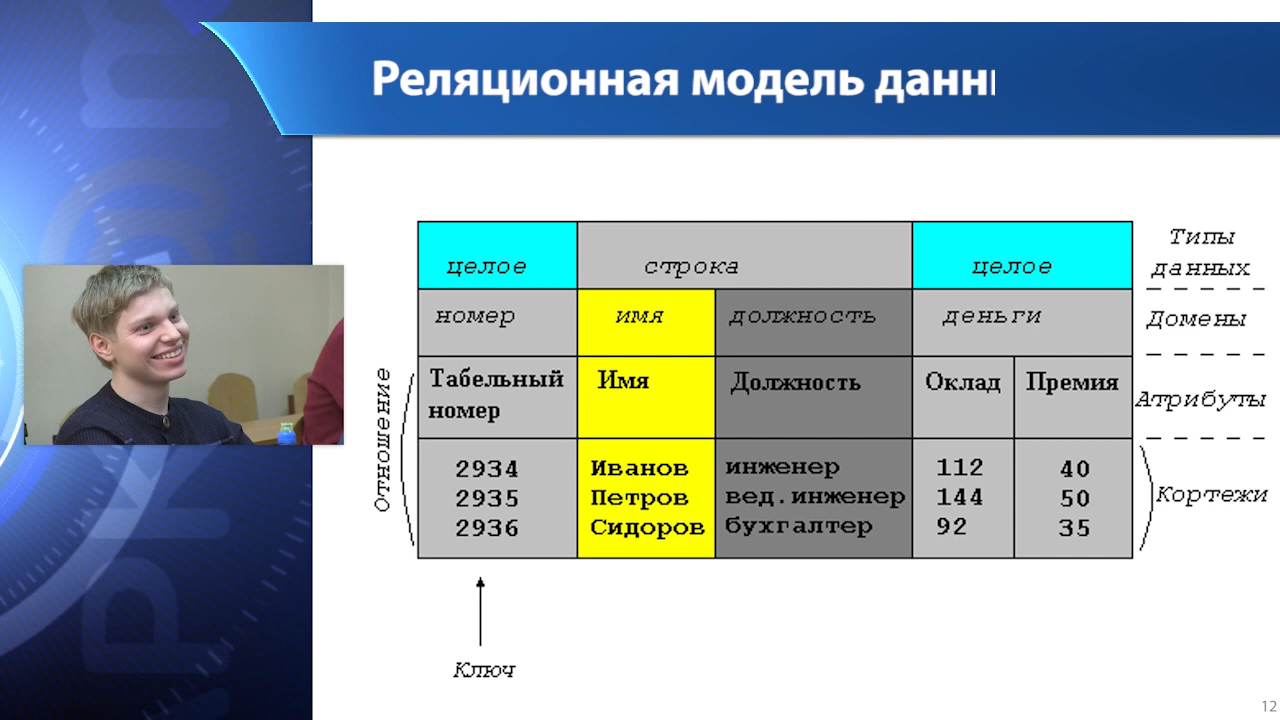 Реляционная модель данн
целое строка целое Типы
данных
номер имя должность деньги Домены
Отношение
Табельный номер Имя Должность Оклад Премия Атрибуты
2934 Иванов инженер 112 40
2935 Петров вед.инженер 144 50 Кортежи
2936 Сидоров бухгалтер 92 35
Ключ
12